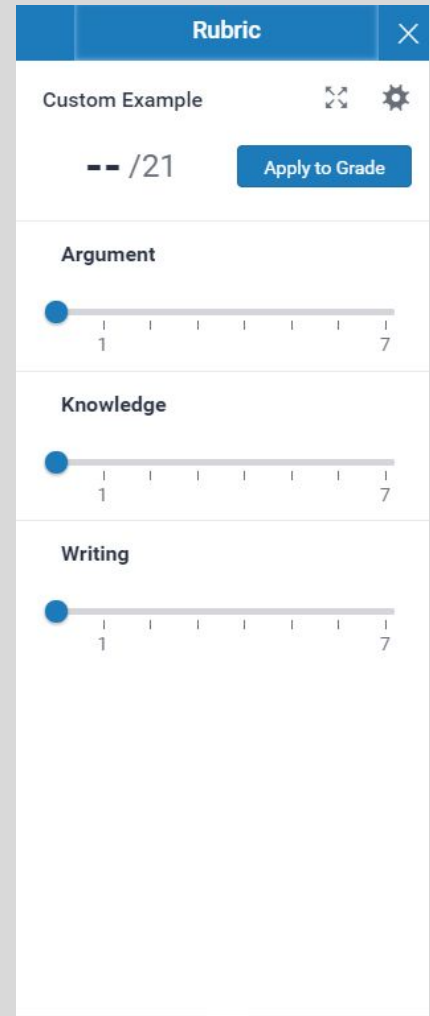 Rubric
Custom Example
-- /21
Apply to Grade
Argument
1 7
Knowledge
1 7
Writing
1 7